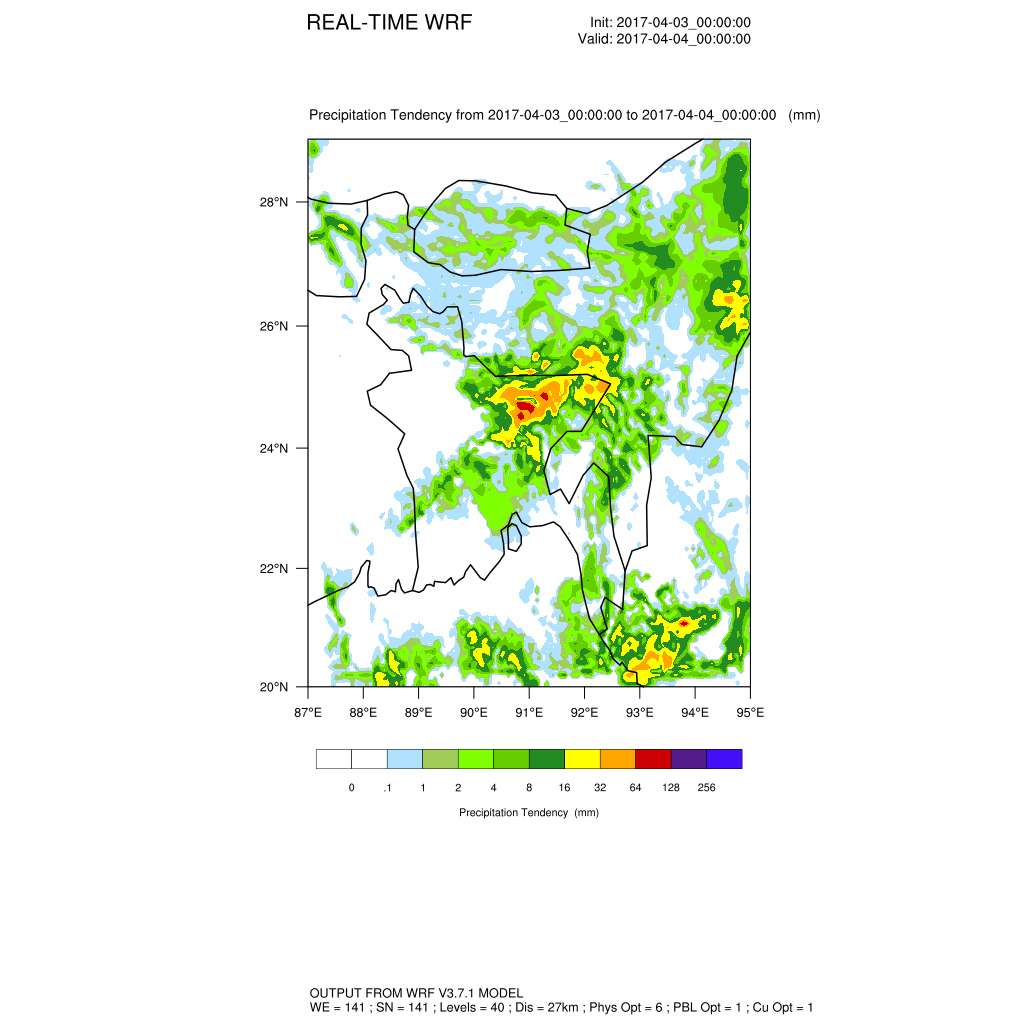 REAL-TIME WRF
Init: 2017-04-03_00:00:00
Valid: 2017-04-04_00:00:00
Precipitation Tendency from 2017-04-03_00:00:00 to 2017-04-04_00:00:00 (mm)
28°N
26°N
24°N
22°N
20°N
87°E 88°E 89°E 90°E 91°E 92°E 93°E 94°E 95°E
0 .1 1 2 4 8 16 32 64 128 256
Precipitation Tendency (mm)
OUTPUT FROM WRF V3.7.1 MODEL
WE = 141 ; SN = 141 ; Levels = 40 ; Dis = 27km ; Phys Opt = 6 ; PBL Opt = 1 ; Cu Opt = 1